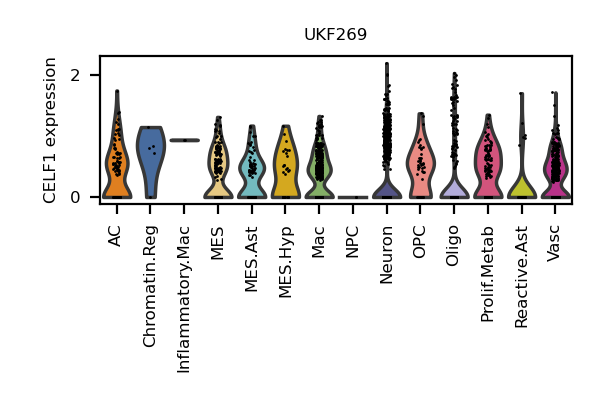 UKF269
CELF1 expression
2
0
AC
Chromatin.Reg
Inflammatory.Mac
MES
MES.Ast
MES.Hyp
Mac
NPC
Neuron
OPC
Oligo
Prolif.Metab
Reactive.Ast
Vasc